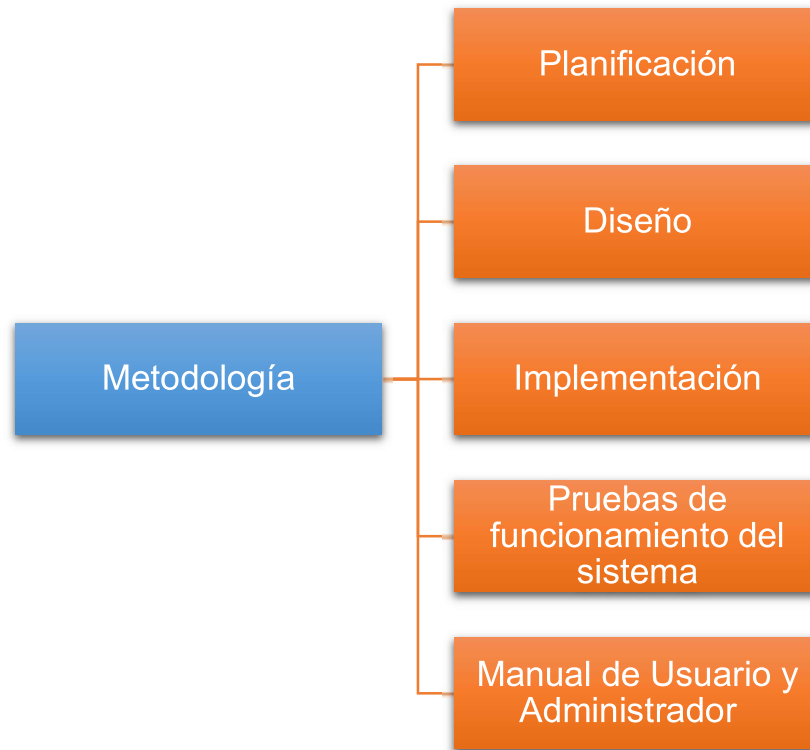 Planificación
Diseño
Metodología
Implementación
Pruebas de
funcionamiento del
sistema
Manual de Usuario y
Administrador